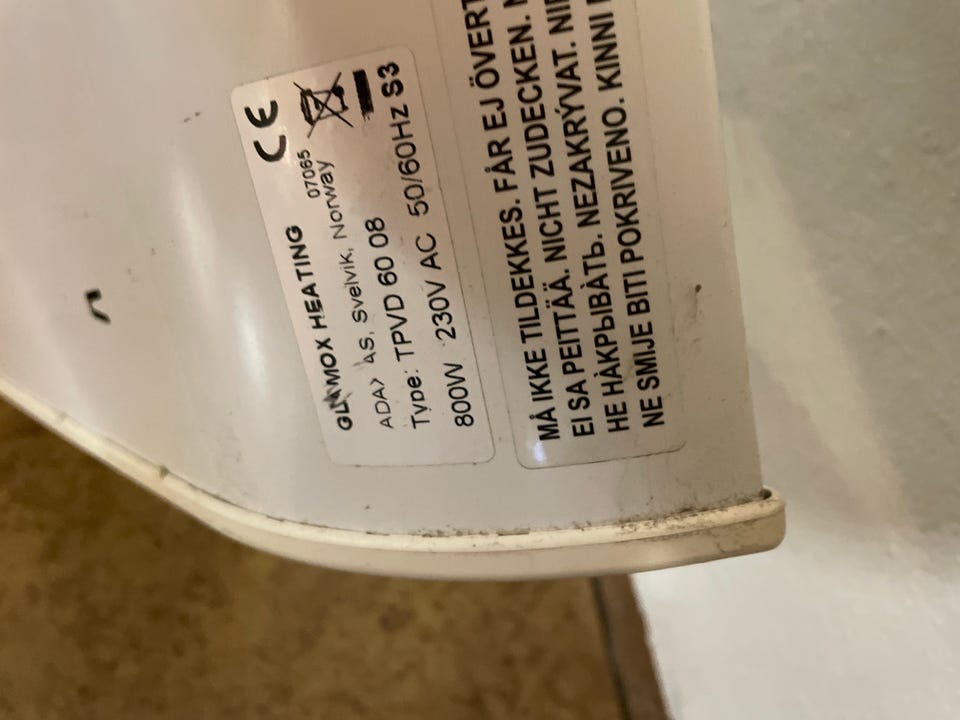 CE
GLAMOX HEATING 07065
ADAX AS, Svelvik, Norway
Type: TPVD 60 08
800W 230V AC 50/60Hz S3
MÅ IKKE TILDEKKES. FÅR EJ ÖVERT
EI SA PEITTÄÄ. NICHT ZUDECKEN.
НЕ НÀКРЫВÀТЬ. NEZAKRÝVAT.
NE SMIJE BITI POKRIVENO. KINNI